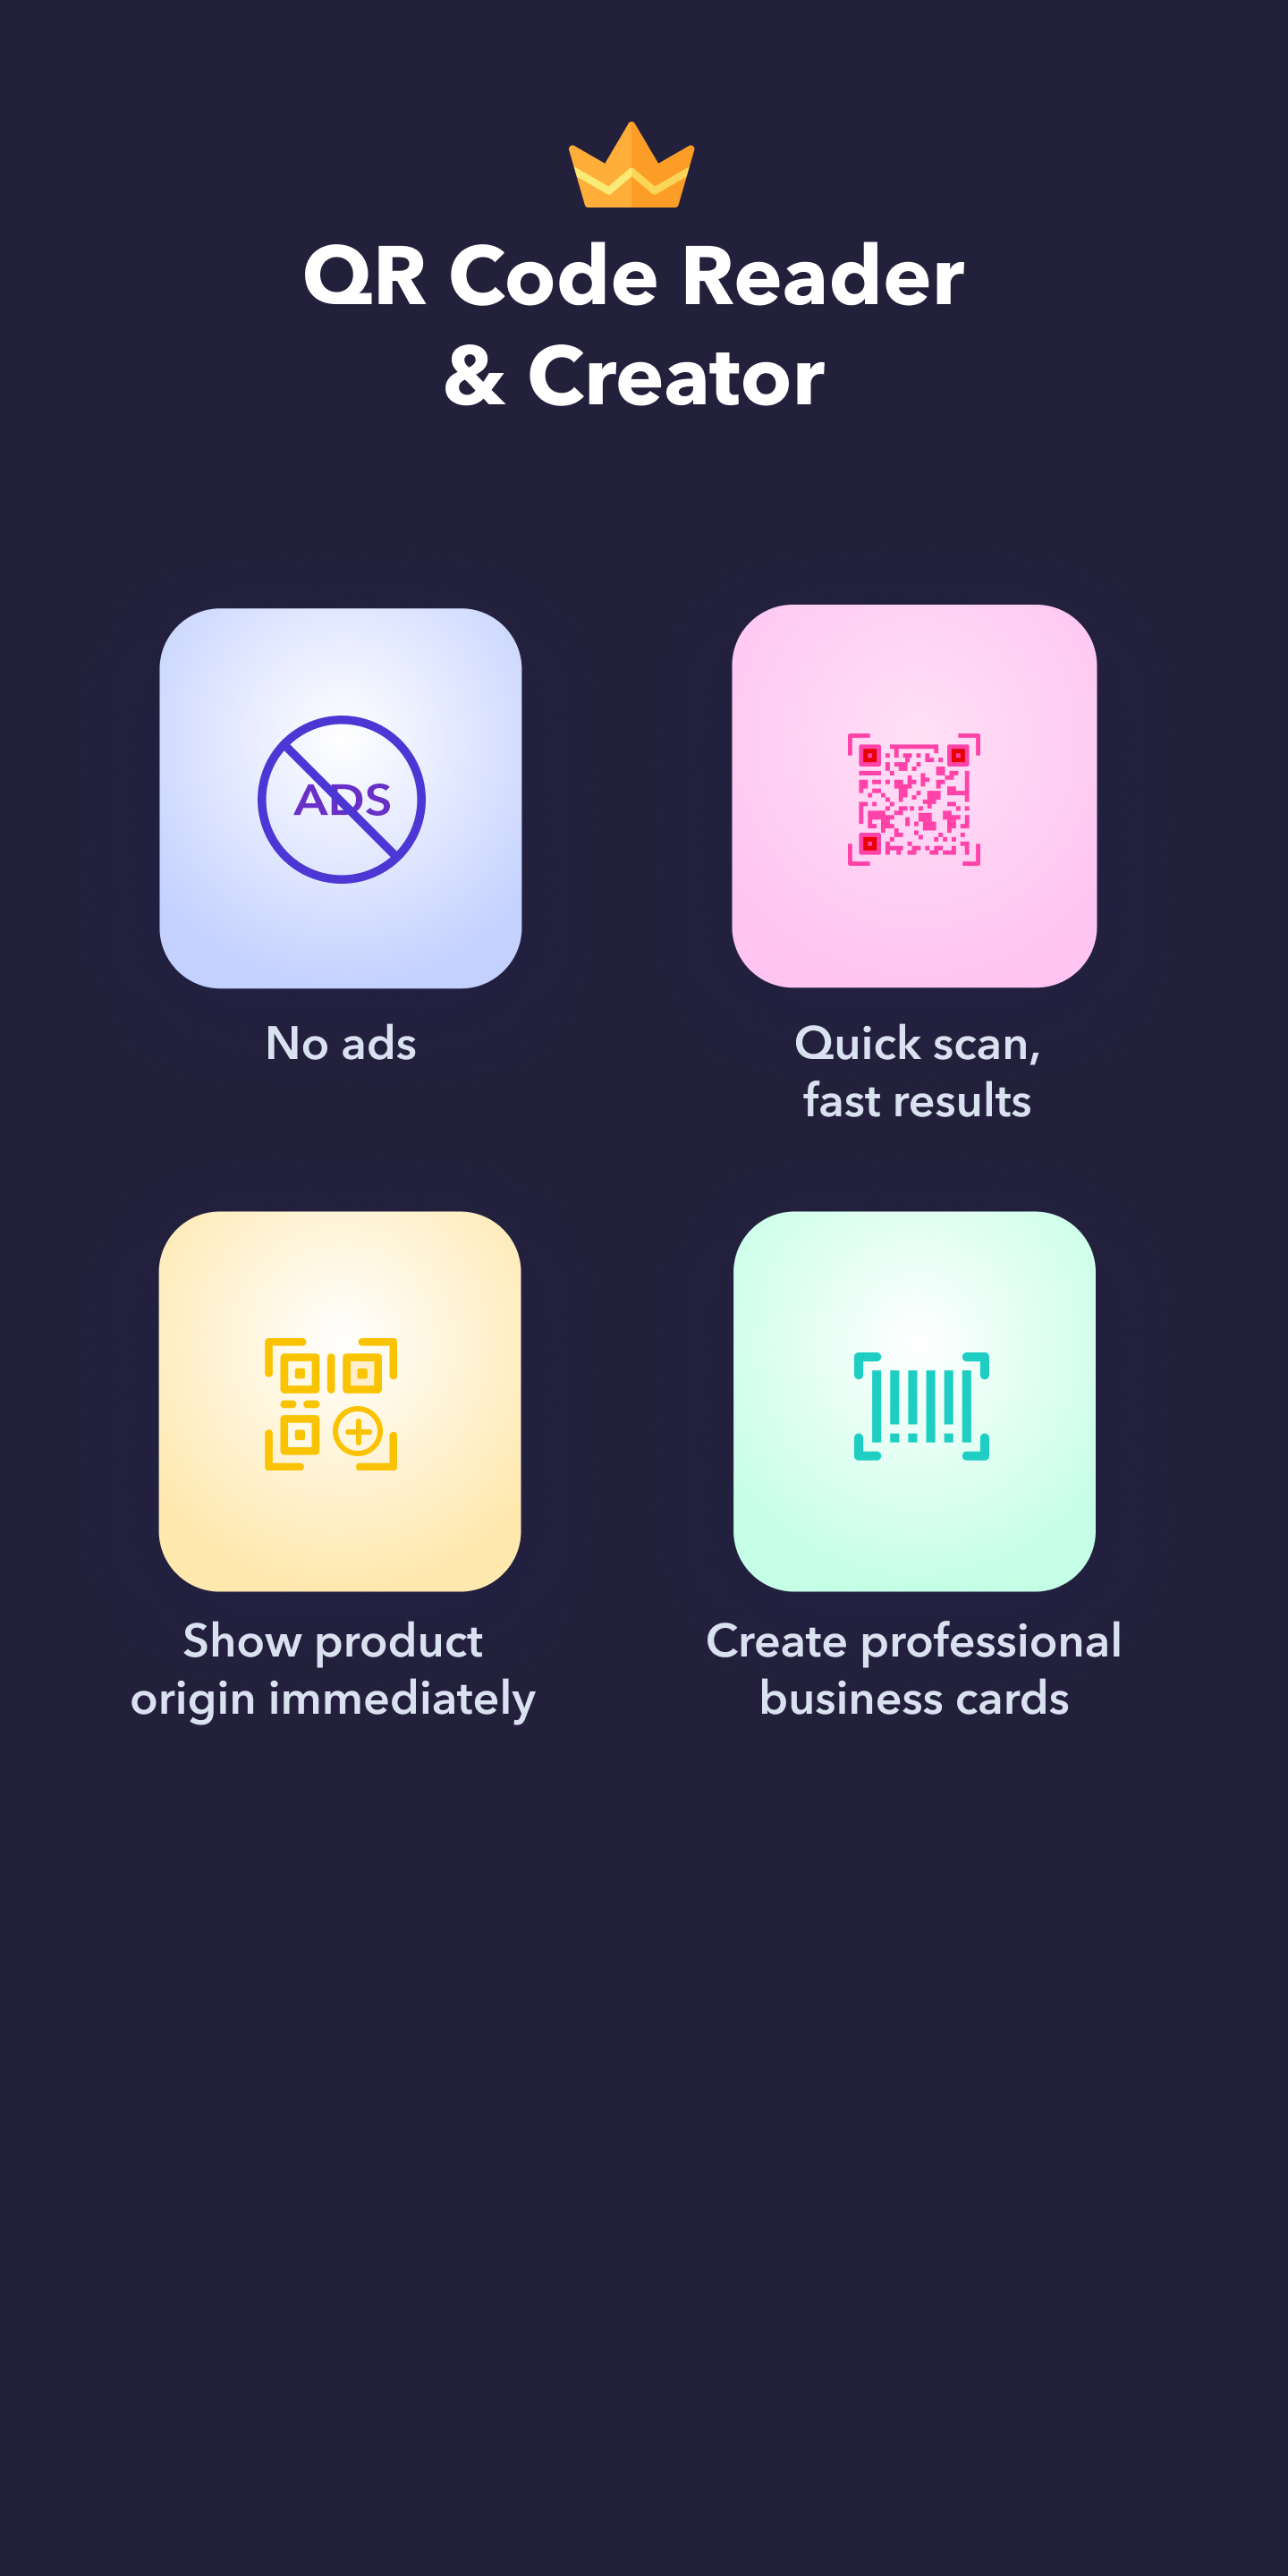 QR Code Reader
& Creator
ADS
No ads
Quick scan,
fast results
Show product
origin immediately
Create professional
business cards